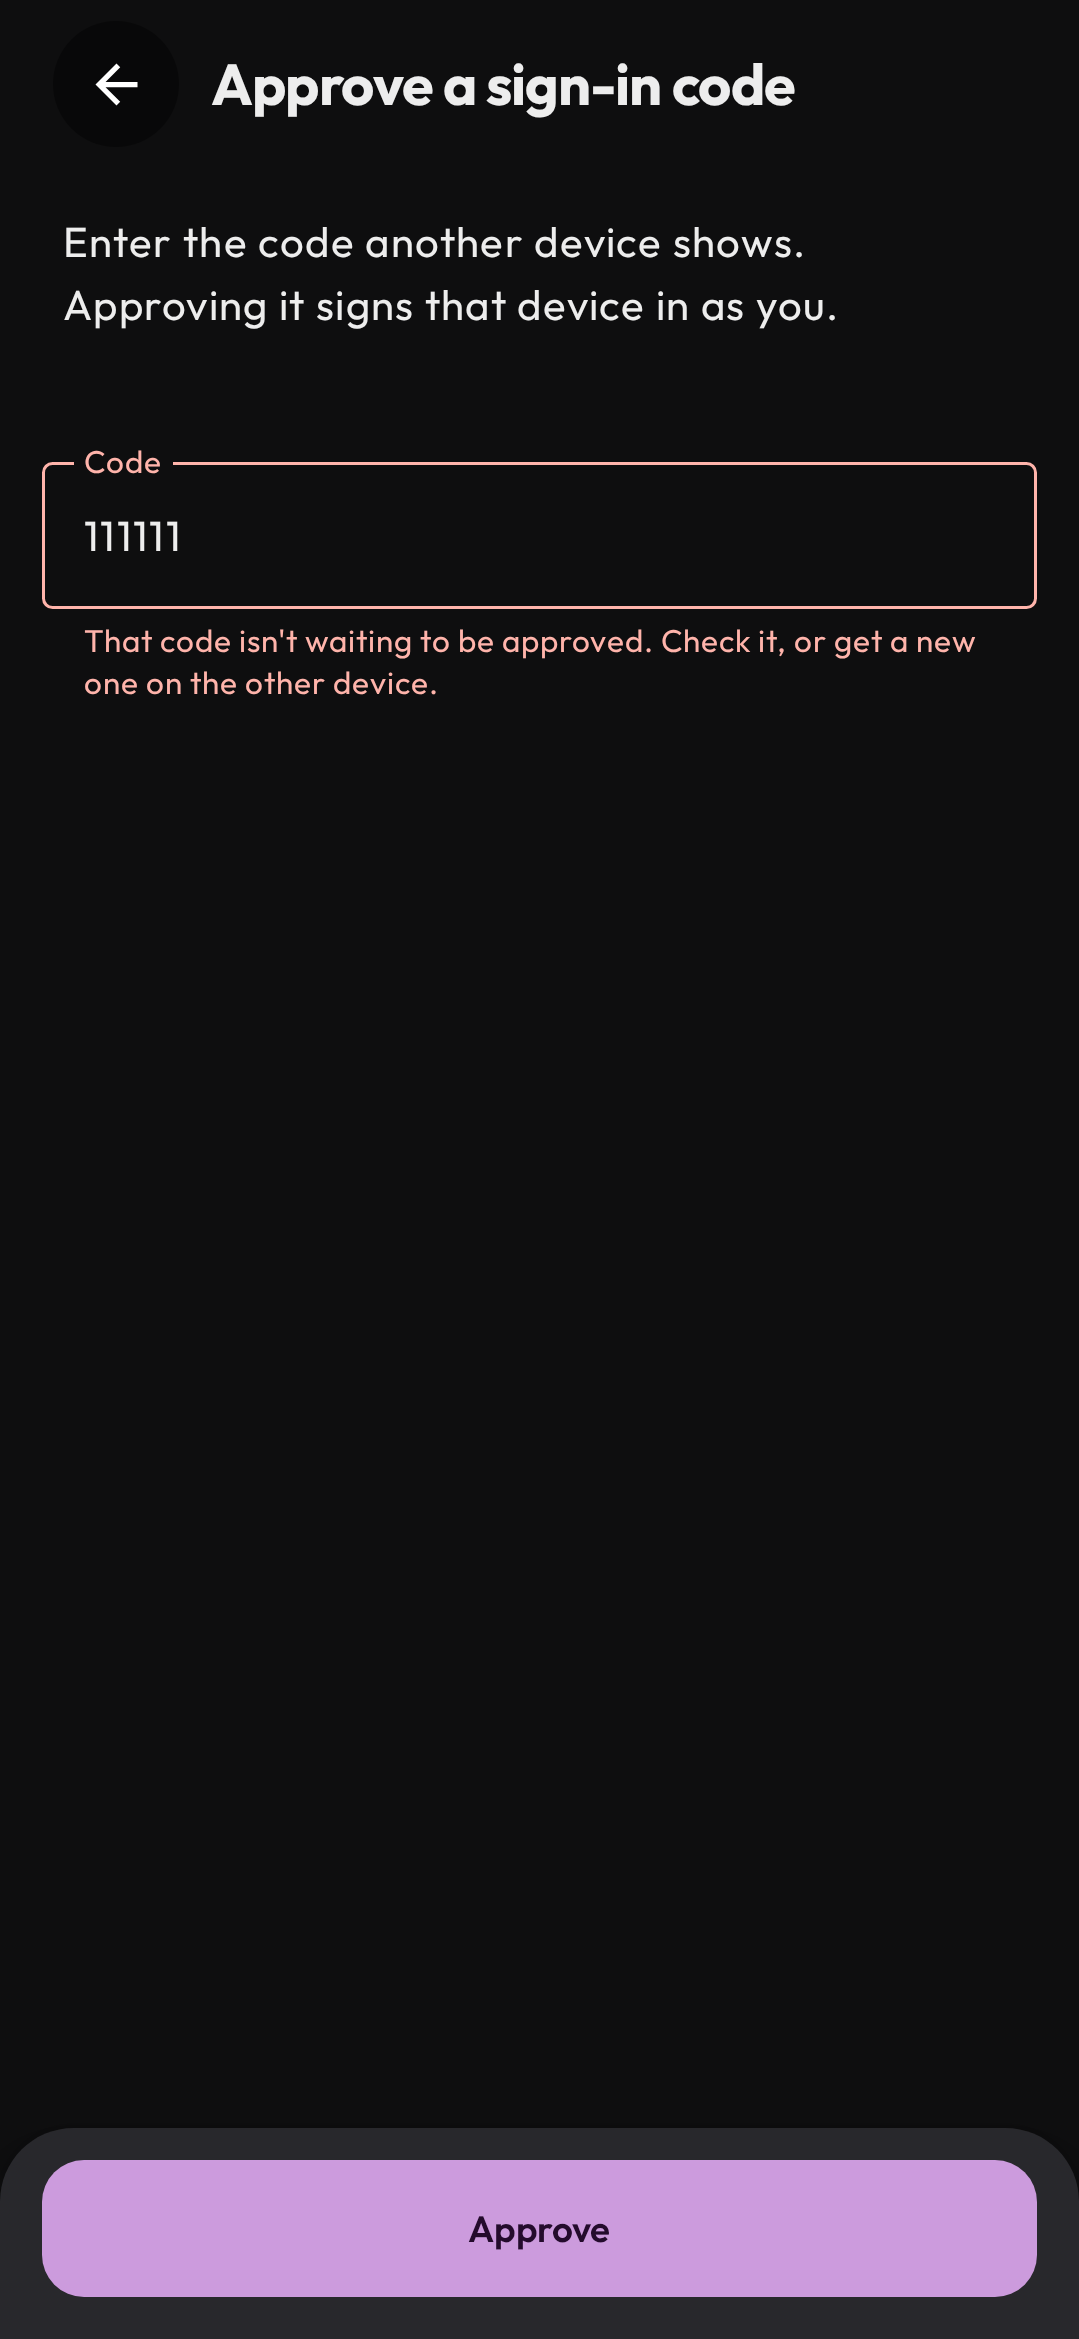 Approve a sign-in code
Enter the code another device shows.
Approving it signs that device in as you.
Code
111111
That code isn't waiting to be approved. Check it, or get a new
one on the other device.
Approve